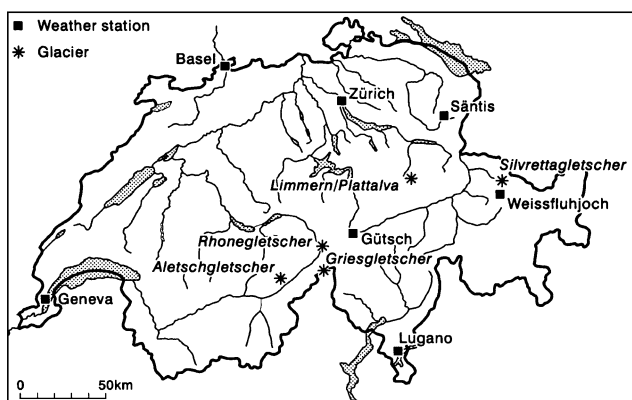 Weather station
Glacier
Basel
Zürich
Säntis
Silvrettagletscher
Limmern/Plattalva
Weissfluhjoch
Gütsch
Rhonegletscher
Griesgletscher
Aletschgletscher
Geneva
Lugano
0 50km